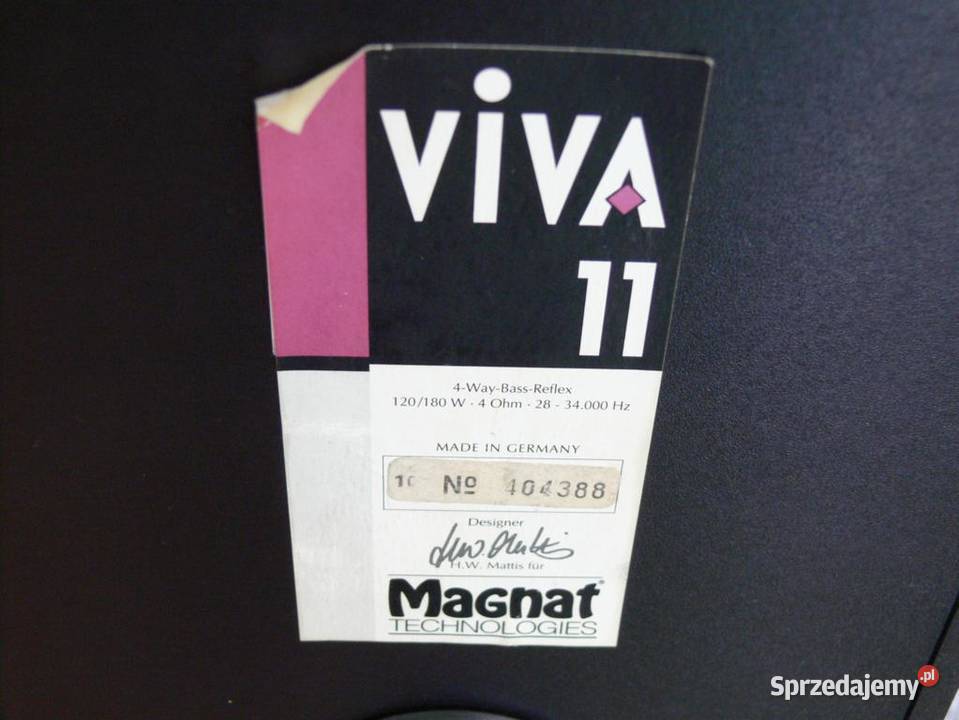 ViVA
11
4-Way-Bass-Reflex
120/180 W · 4 Ohm · 28 - 34.000 Hz
MADE IN GERMANY
Nº 404388
Designer
H.W. Mattis für
Magnat®
TECHNOLOGIES
Sprzedajemy.pl